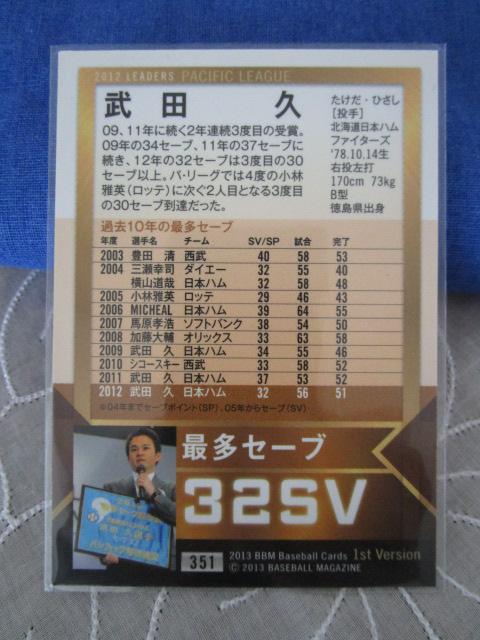 2012 LEADERS PACIFIC LEAGUE
武田 久
09、11年に続く2年連続3度目の受賞。
09年の34セーブ、11年の37セーブに
続き、12年の32セーブは3度目の30
セーブ以上。パ・リーグでは4度の小林
雅英(ロッテ)に次ぐ2人目となる3度目
の30セーブ到達だった。
たけだ・ひさし
[投手]
北海道日本ハム
ファイターズ
'78.10.14生
右投左打
170cm 73kg
B型
徳島県出身
過去10年の最多セーブ
年度 選手名 チーム SV/SP 試合 完了
2003 豊田 清 西武 40 58 53
2004 三瀬幸司 ダイエー 32 55 40
横山道哉 日本ハム 32 58 48
2005 小林雅英 ロッテ 29 46 43
2006 MICHEAL 日本ハム 39 64 55
2007 馬原孝浩 ソフトバンク 38 54 50
2008 加藤大輔 オリックス 33 63 58
2009 武田 久 日本ハム 34 55 46
2010 シコースキー 西武 33 58 52
2011 武田 久 日本ハム 37 53 52
2012 武田 久 日本ハム 32 56 51
※04年までセーブポイント(SP)、05年からセーブ(SV)
最多セーブ
32SV
351
2013 BBM Baseball Cards 1st Version
Ⓒ 2013 BASEBALL MAGAZINE